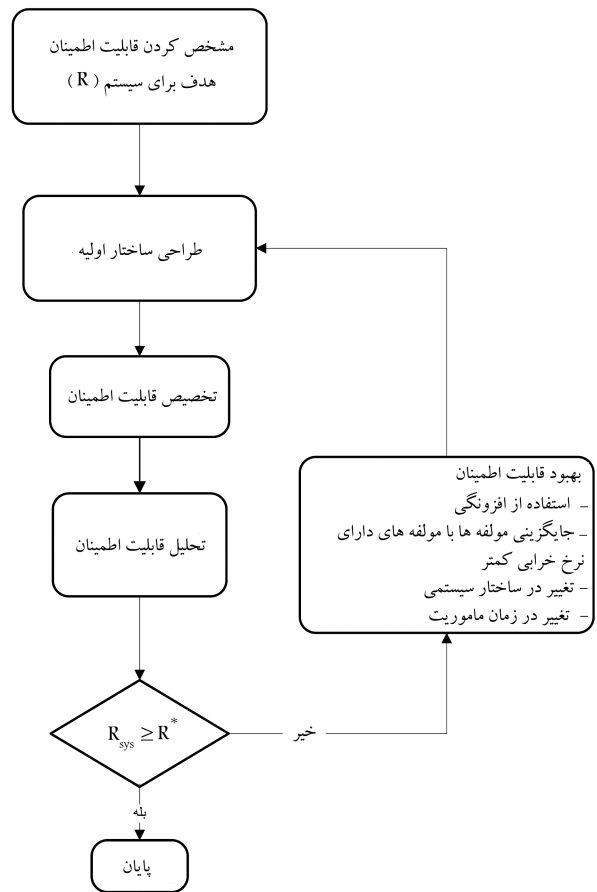 مشخص کردن قابلیت اطمینان
هدف برای سیستم (R)
طراحی ساختار اولیه
تخصیص قابلیت اطمینان
تحلیل قابلیت اطمینان
R_sys ≥ R*
خیر
بهبود قابلیت اطمینان
- استفاده از افزونگی
- جایگزینی مولفه ها با مولفه های دارای
نرخ خرابی کمتر
- تغییر در ساختار سیستمی
- تغییر در زمان ماموریت
بله
پایان